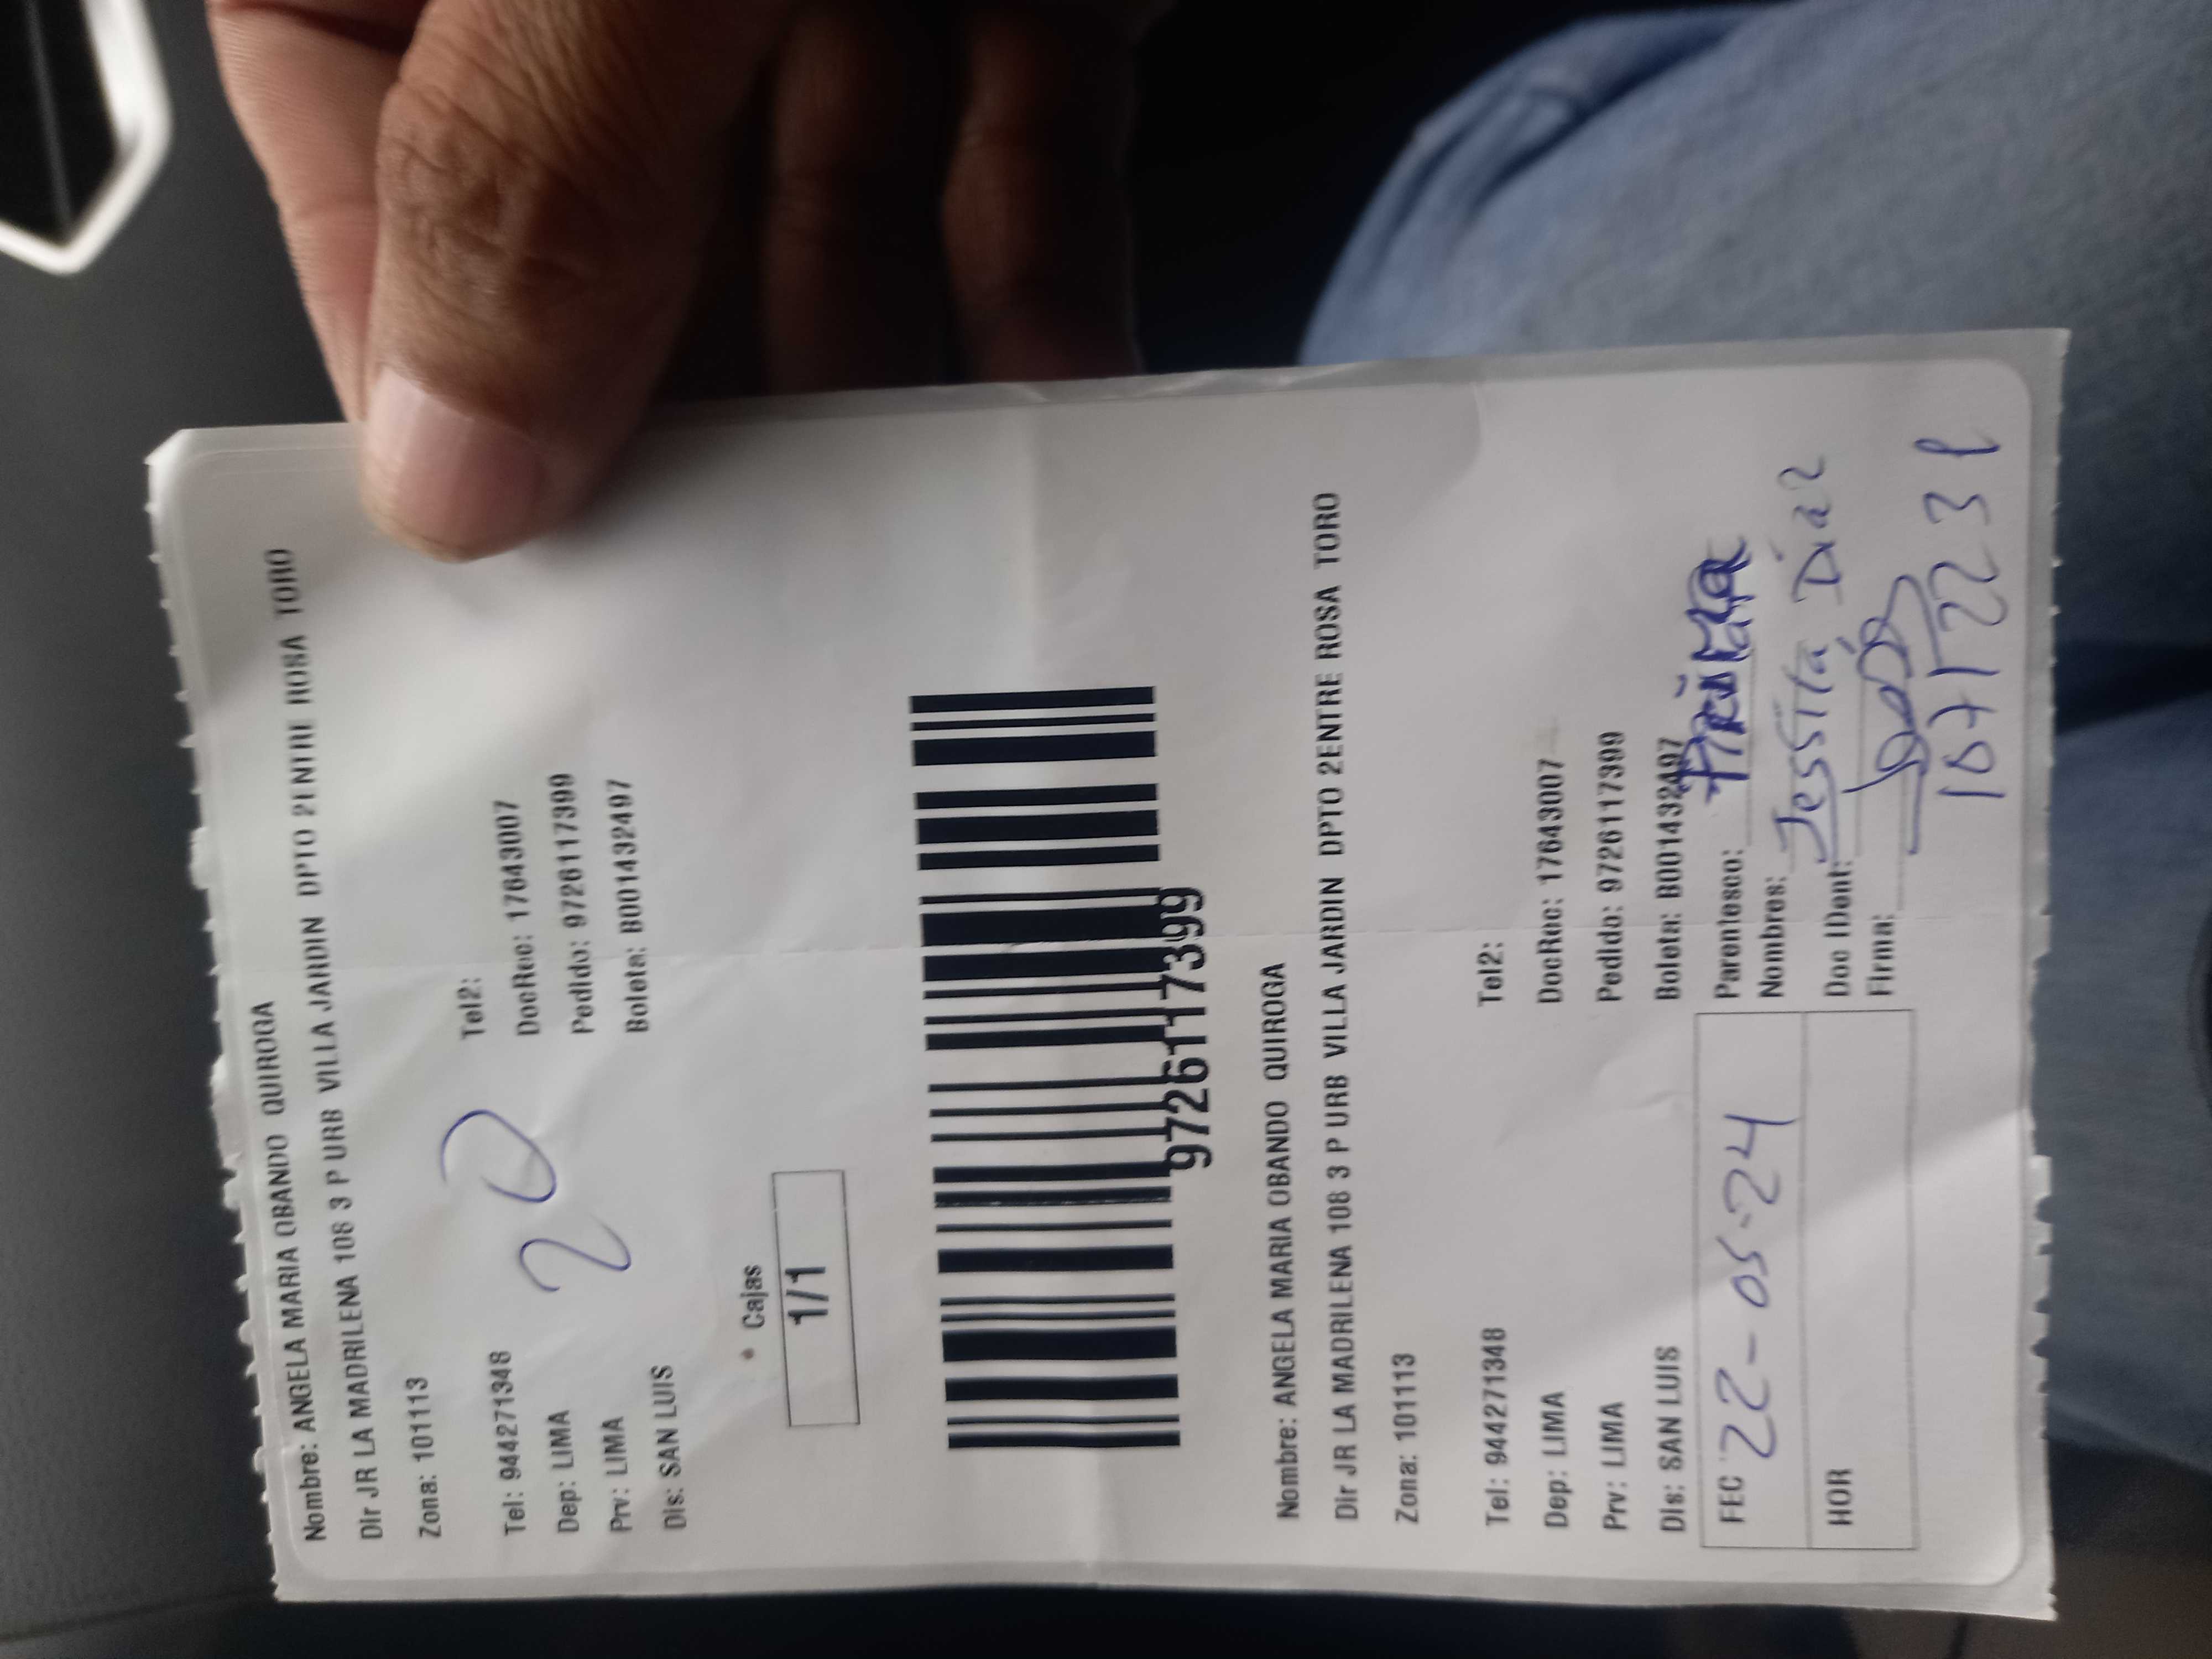 Nombre: ANGELA MARIA OBANDO QUIROGA
Dir JR LA MADRILENA 108 3 P URB VILLA JARDIN DPTO 2ENTRE ROSA TORO
Zona: 101113
Tel: 944271348 Tel2:
Dep: LIMA DocRec: 17643007
Prv: LIMA Pedido: 9726117399
Dis: SAN LUIS Boleta: B001432497
20
Cajas
1/1
9726117399
Nombre: ANGELA MARIA OBANDO QUIROGA
Dir JR LA MADRILENA 108 3 P URB VILLA JARDIN DPTO 2ENTRE ROSA TORO
Zona: 101113
Tel: 944271348 Tel2:
Dep: LIMA DocRec: 17643007
Prv: LIMA Pedido: 9726117399
Dis: SAN LUIS Boleta: B001432497
FEC 22-05-24 Parentesco:
Nombres: Jessita Diaz
HOR Doc IDent:
Firma: